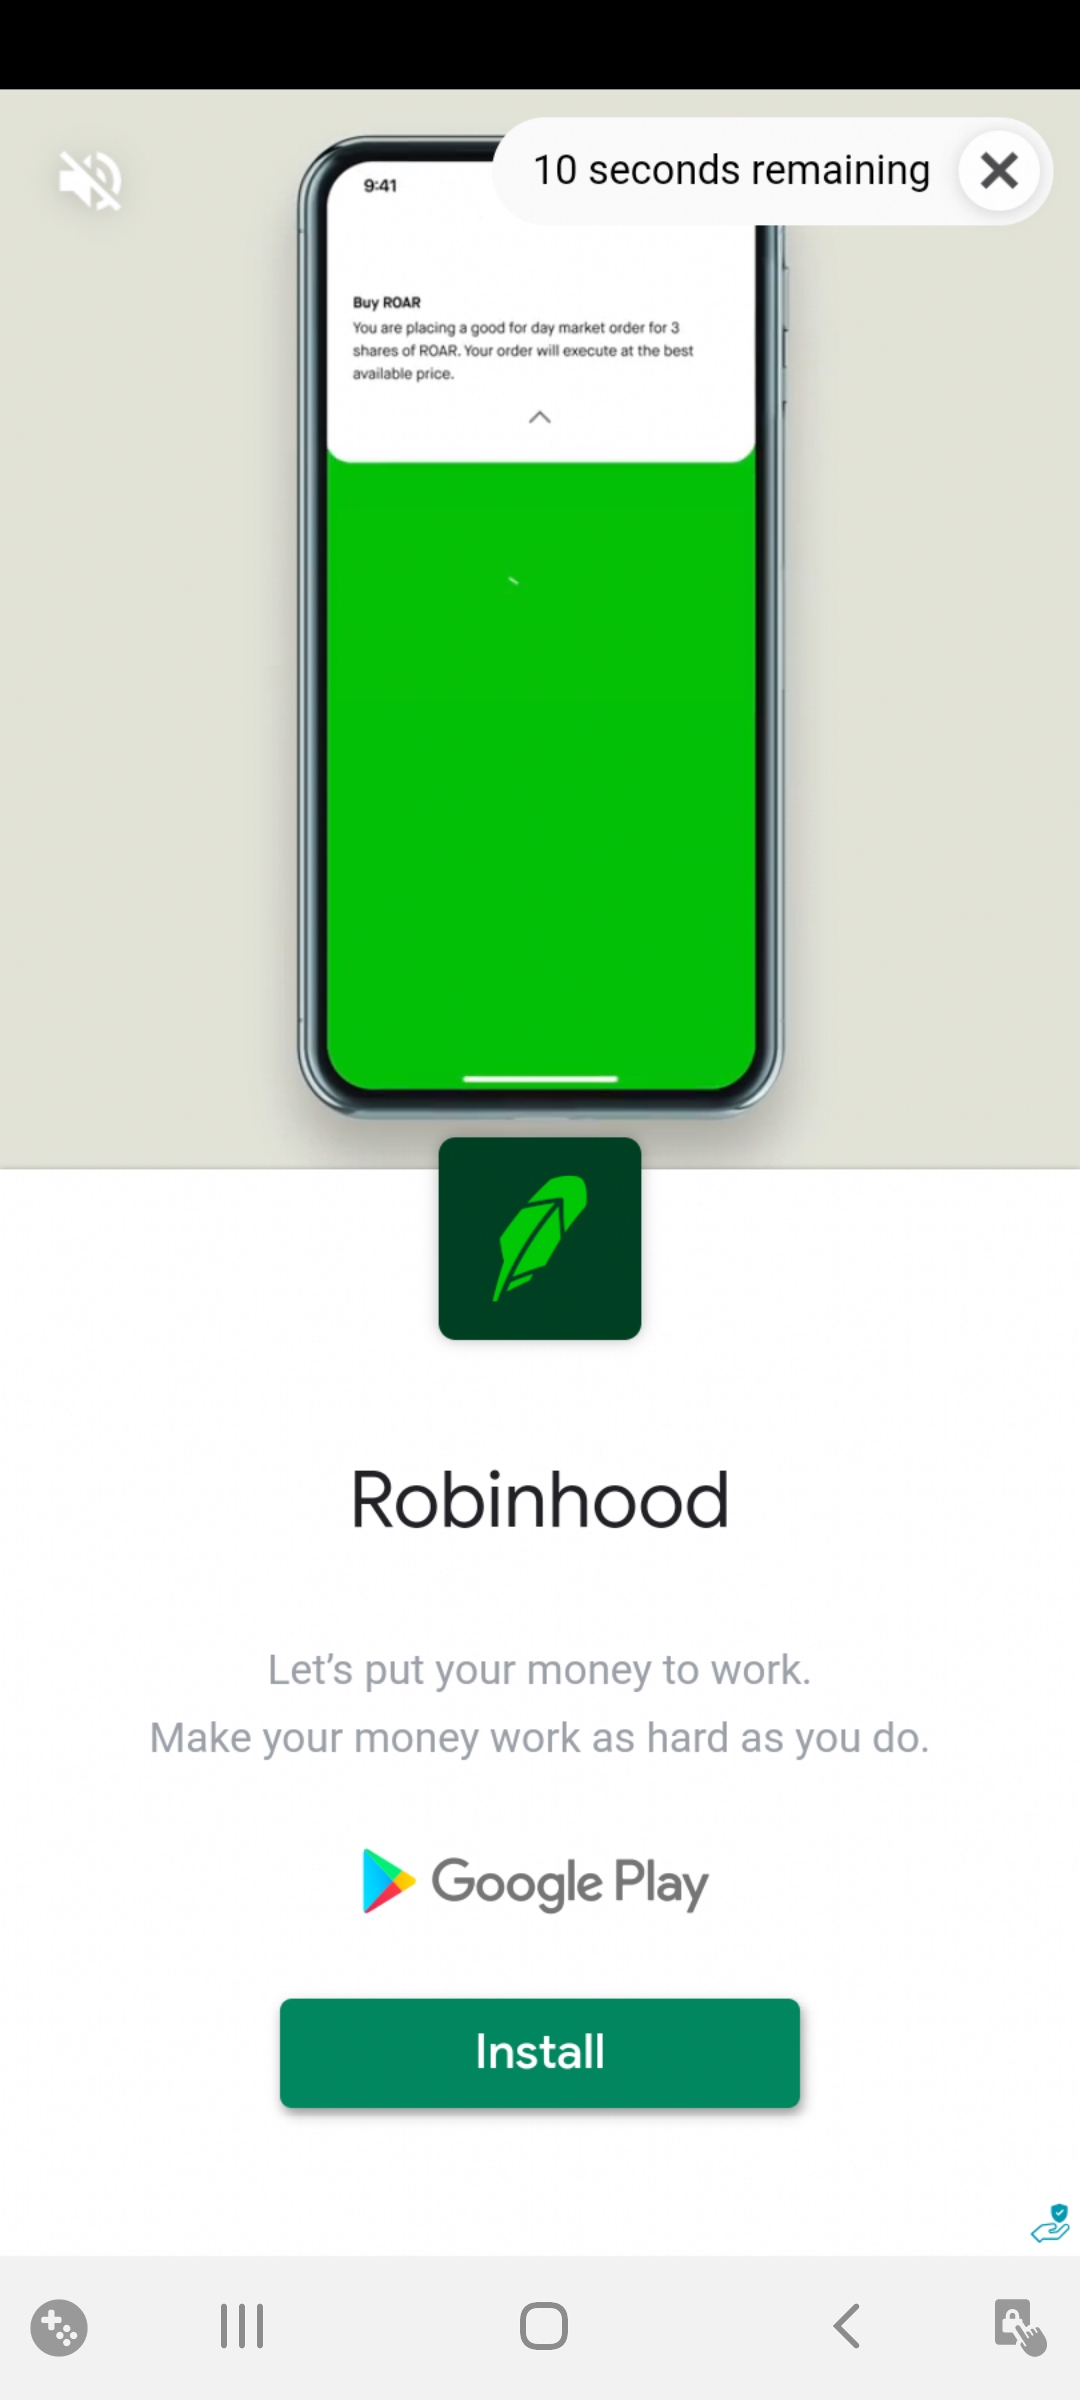 10 seconds remaining
9:41
Buy ROAR
You are placing a good for day market order for 3
shares of ROAR. Your order will execute at the best
available price.
Robinhood
Let’s put your money to work.
Make your money work as hard as you do.
Google Play
Install